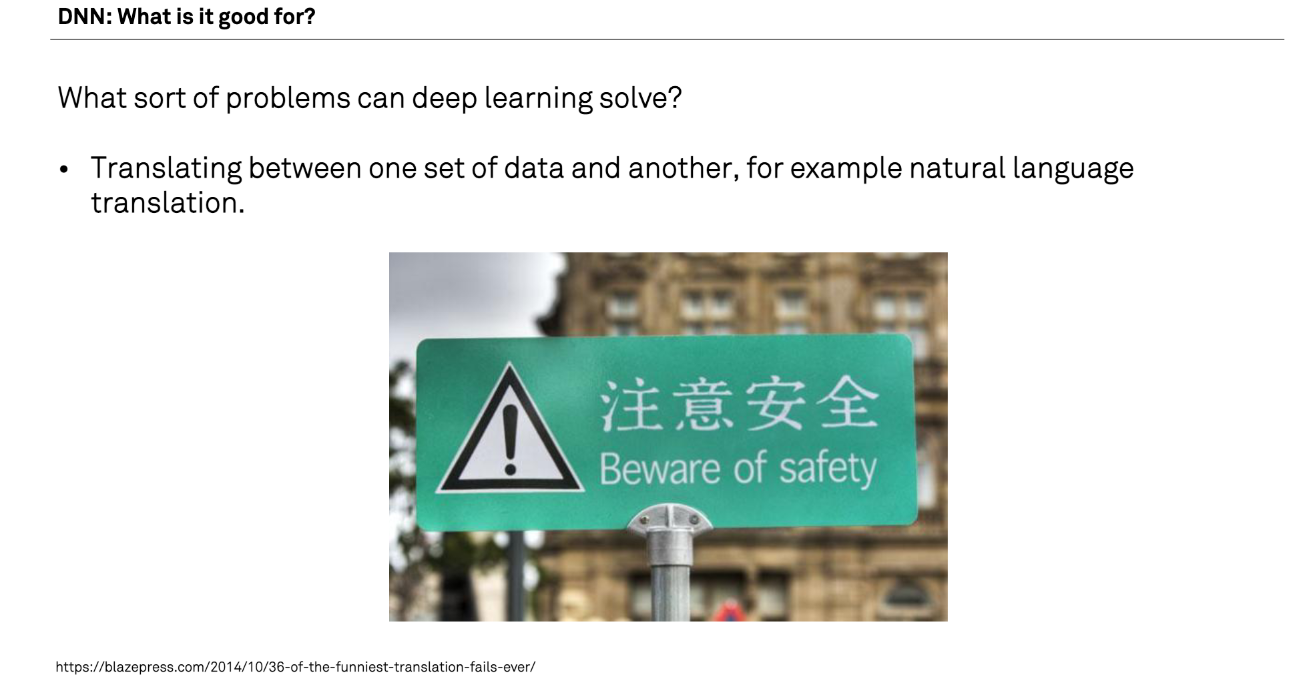 DNN: What is it good for?
What sort of problems can deep learning solve?
• Translating between one set of data and another, for example natural language
translation.
注意安全
Beware of safety
https://blazepress.com/2014/10/36-of-the-funniest-translation-fails-ever/